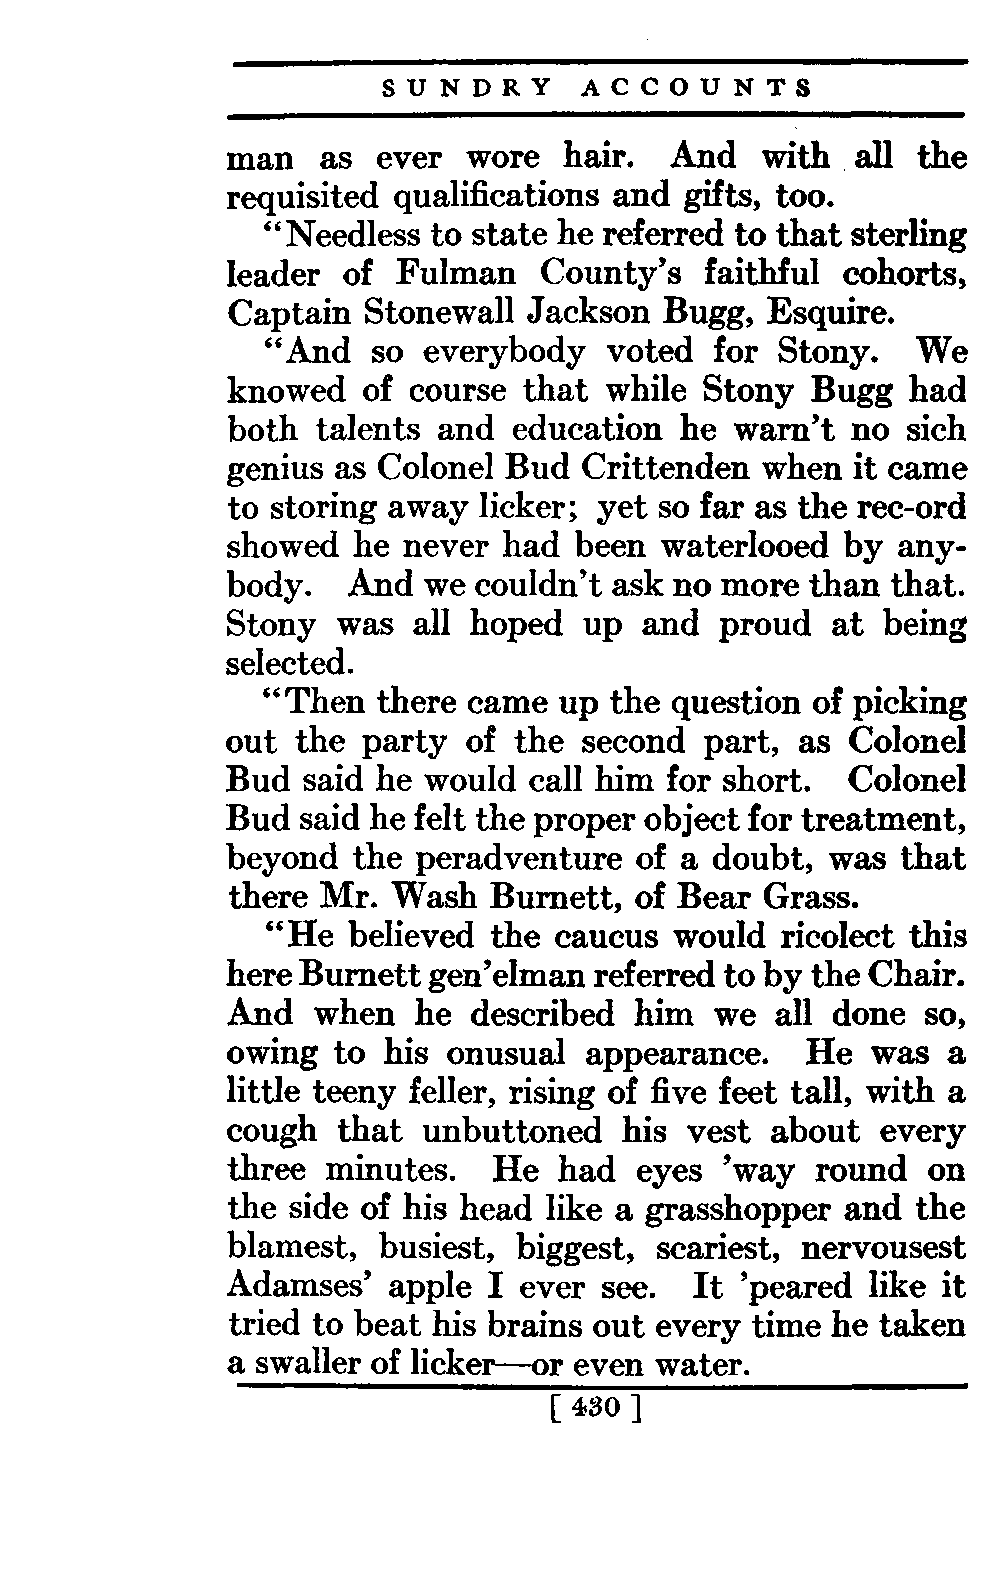 SUNDRY ACCOUNTS
man as ever wore hair. And with all the
requisited qualifications and gifts, too.
“Needless to state he referred to that sterling
leader of Fulman County’s faithful cohorts,
Captain Stonewall Jackson Bugg, Esquire.
“And so everybody voted for Stony. We
knowed of course that while Stony Bugg had
both talents and education he warn’t no sich
genius as Colonel Bud Crittenden when it came
to storing away licker; yet so far as the rec-ord
showed he never had been waterlooed by any-
body. And we couldn’t ask no more than that.
Stony was all hoped up and proud at being
selected.
“Then there came up the question of picking
out the party of the second part, as Colonel
Bud said he would call him for short. Colonel
Bud said he felt the proper object for treatment,
beyond the peradventure of a doubt, was that
there Mr. Wash Burnett, of Bear Grass.
“He believed the caucus would ricolect this
here Burnett gen’elman referred to by the Chair.
And when he described him we all done so,
owing to his onusual appearance. He was a
little teeny feller, rising of five feet tall, with a
cough that unbuttoned his vest about every
three minutes. He had eyes ’way round on
the side of his head like a grasshopper and the
blamest, busiest, biggest, scariest, nervousest
Adamses’ apple I ever see. It ’peared like it
tried to beat his brains out every time he taken
a swaller of licker—or even water.
[ 430 ]